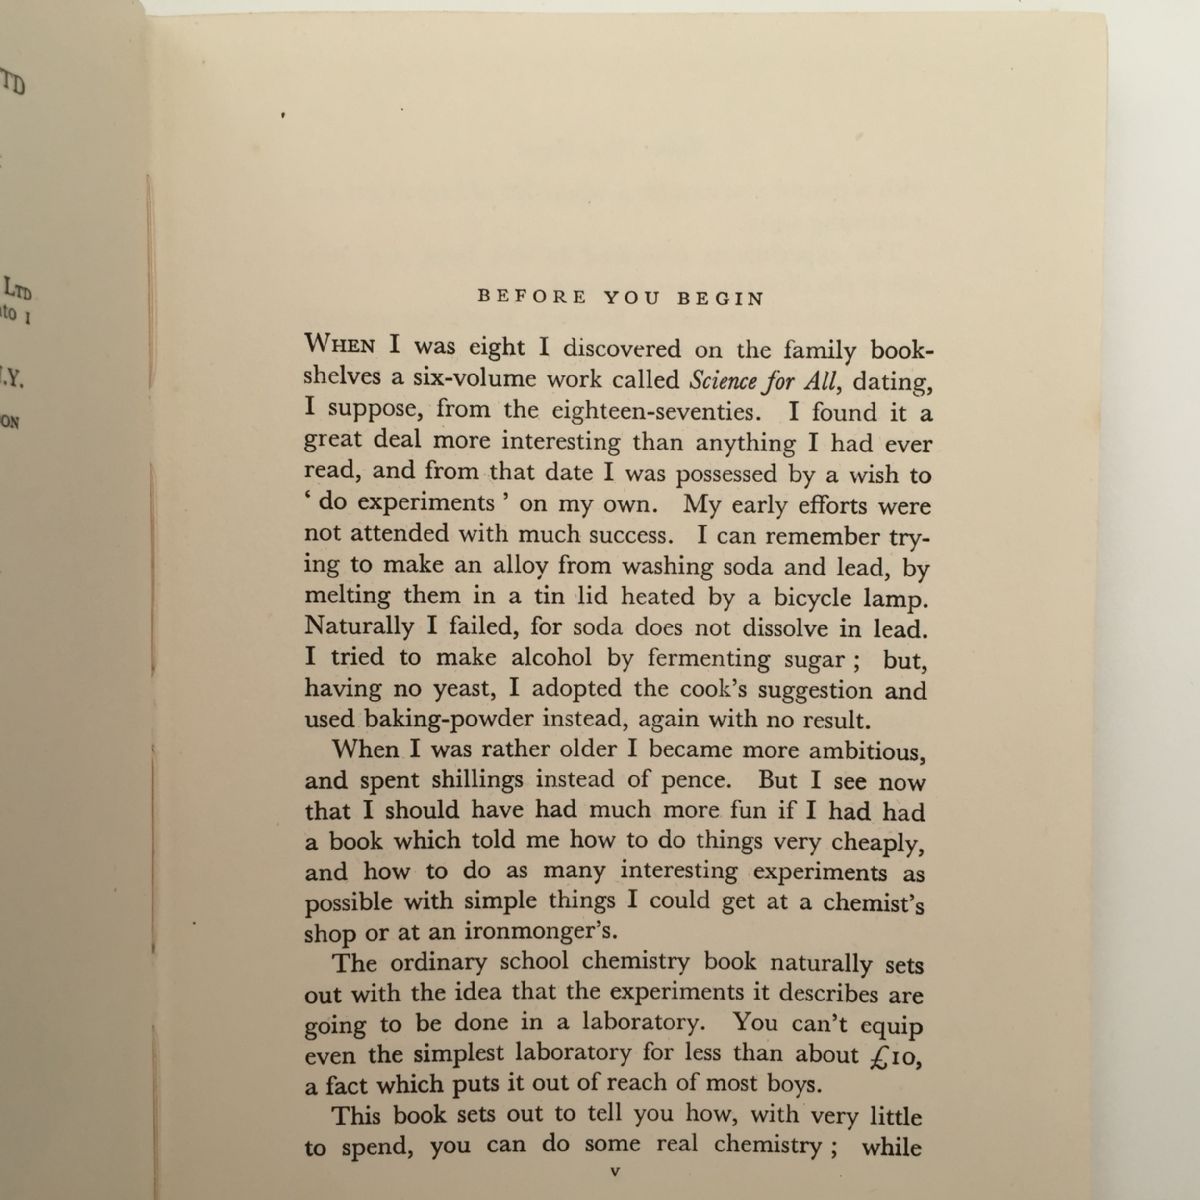 TD
LTD
nto 1
N.Y.
ON
BEFORE YOU BEGIN
WHEN I was eight I discovered on the family book-
shelves a six-volume work called Science for All, dating,
I suppose, from the eighteen-seventies. I found it a
great deal more interesting than anything I had ever
read, and from that date I was possessed by a wish to
‘ do experiments ’ on my own. My early efforts were
not attended with much success. I can remember try-
ing to make an alloy from washing soda and lead, by
melting them in a tin lid heated by a bicycle lamp.
Naturally I failed, for soda does not dissolve in lead.
I tried to make alcohol by fermenting sugar ; but,
having no yeast, I adopted the cook’s suggestion and
used baking-powder instead, again with no result.
When I was rather older I became more ambitious,
and spent shillings instead of pence. But I see now
that I should have had much more fun if I had had
a book which told me how to do things very cheaply,
and how to do as many interesting experiments as
possible with simple things I could get at a chemist’s
shop or at an ironmonger’s.
The ordinary school chemistry book naturally sets
out with the idea that the experiments it describes are
going to be done in a laboratory. You can’t equip
even the simplest laboratory for less than about £10,
a fact which puts it out of reach of most boys.
This book sets out to tell you how, with very little
to spend, you can do some real chemistry ; while
v